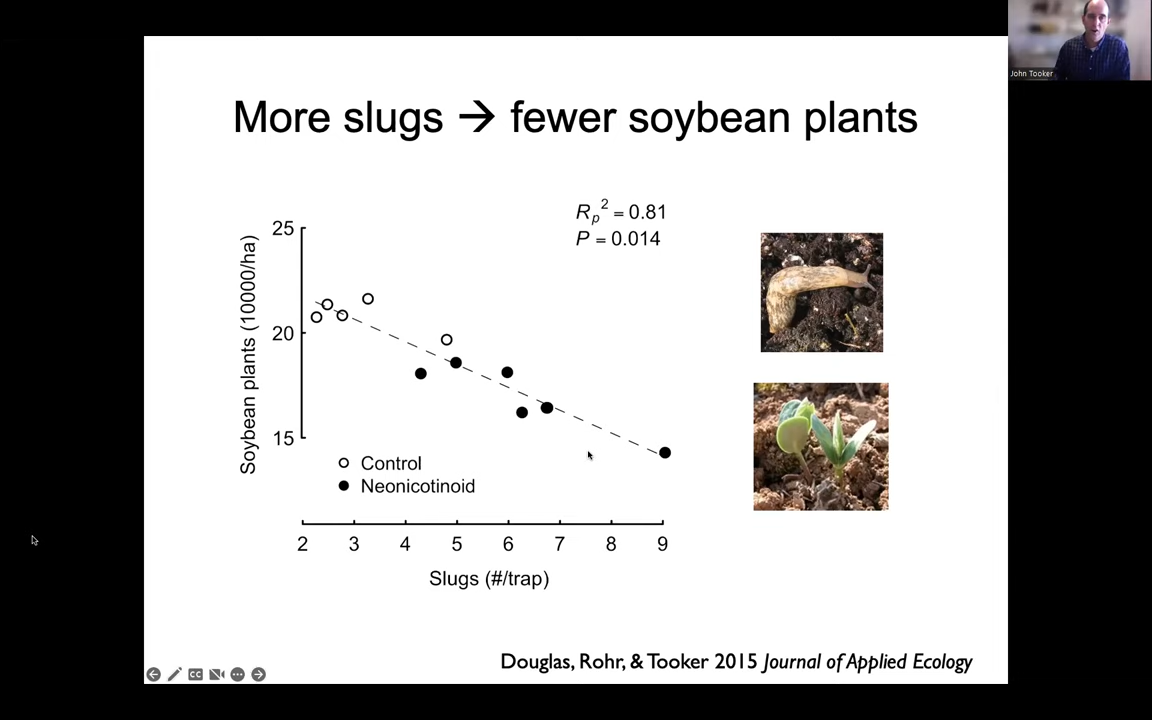 John Tooker
More slugs → fewer soybean plants
Rp² = 0.81
P = 0.014
Soybean plants (10000/ha)
25
20
15
Control
Neonicotinoid
2 3 4 5 6 7 8 9
Slugs (#/trap)
Douglas, Rohr, & Tooker 2015 Journal of Applied Ecology
CC